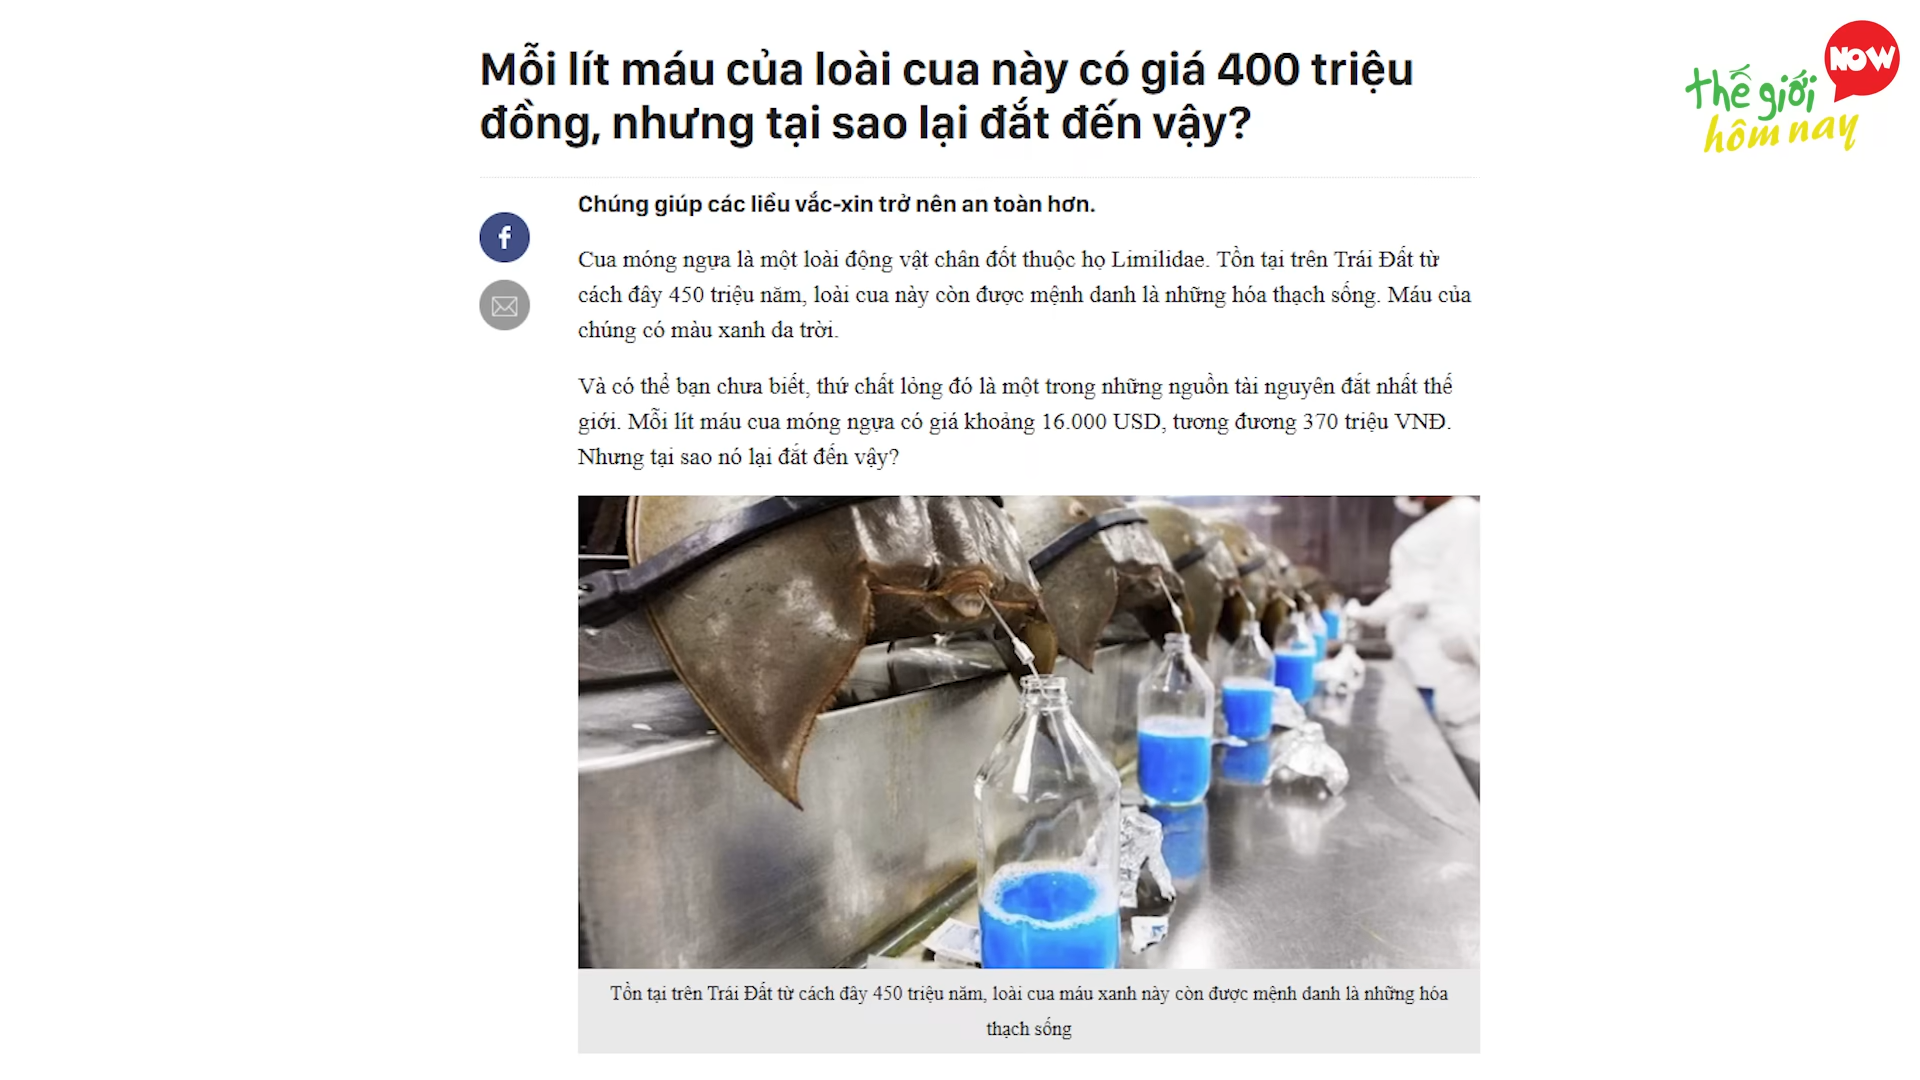 Mỗi lít máu của loài cua này có giá 400 triệu
đồng, nhưng tại sao lại đắt đến vậy?
NOW
thế giới
hôm nay
Chúng giúp các liều vắc-xin trở nên an toàn hơn.
f
Cua móng ngựa là một loài động vật chân đốt thuộc họ Limilidae. Tồn tại trên Trái Đất từ
cách đây 450 triệu năm, loài cua này còn được mệnh danh là những hóa thạch sống. Máu của
chúng có màu xanh da trời.
Và có thể bạn chưa biết, thứ chất lỏng đó là một trong những nguồn tài nguyên đắt nhất thế
giới. Mỗi lít máu cua móng ngựa có giá khoảng 16.000 USD, tương đương 370 triệu VNĐ.
Nhưng tại sao nó lại đắt đến vậy?
Tồn tại trên Trái Đất từ cách đây 450 triệu năm, loài cua máu xanh này còn được mệnh danh là những hóa
thạch sống